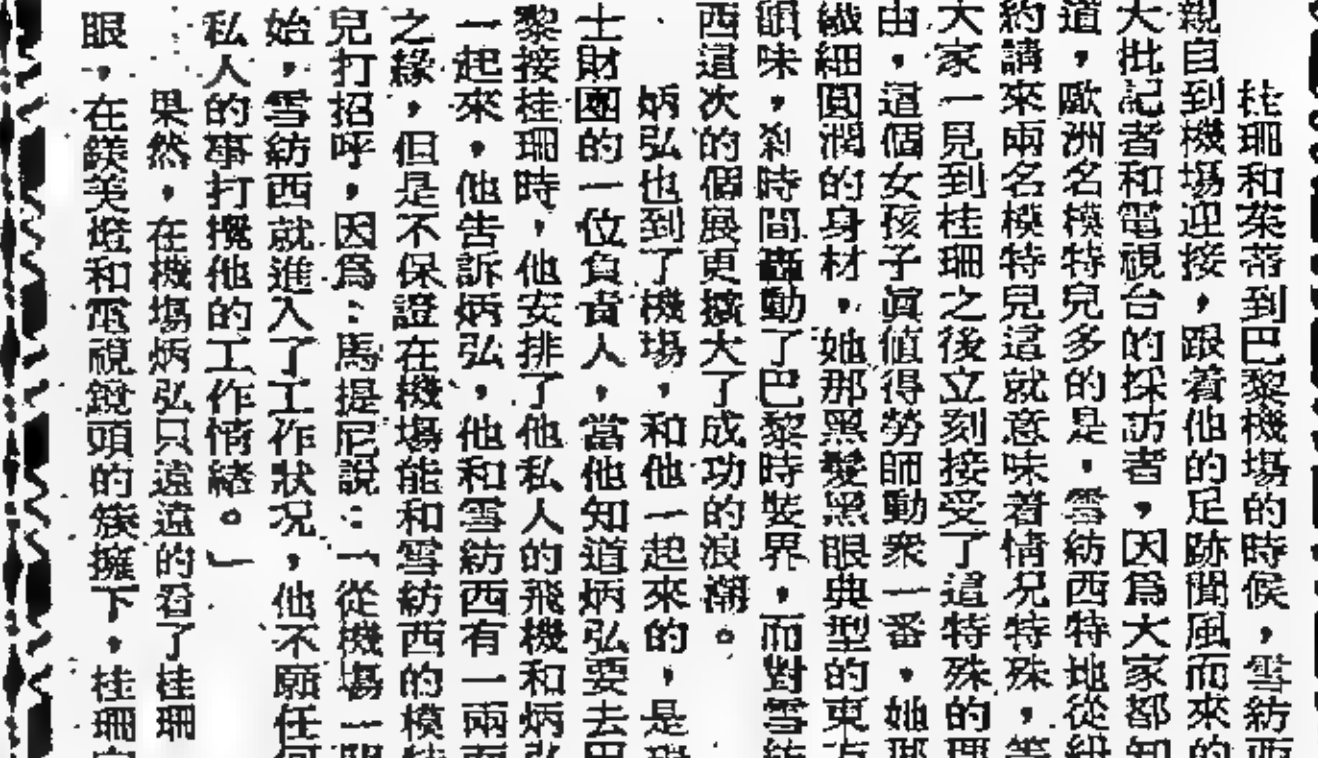 桂珊和茱蒂到巴黎機場的時候，雪紡西
親自到機場迎接，跟着他的足跡聞風而來的
大批記者和電視台的採訪者，因爲大家都知
道，歐洲名模特兒多的是，雪紡西特地從紐
約請來兩名模特兒這就意味着情況特殊，等
大家一見到桂珊之後立刻接受了這特殊的理
由，這個女孩子眞値得勞師動衆一番，她那
纖細圓潤的身材，她那黑髮黑眼典型的東方
韻味，刹時間轟動了巴黎時裝界，而對雪紡
西這次的個展更擴大了成功的浪潮。
炳弘也到了機場，和他一起來的，是瑞
士財團的一位負責人，當他知道炳弘要去巴
黎接桂珊時，他安排了他私人的飛機和炳弘
一起來，他告訴炳弘，他和雪紡西有一兩面
之緣，但是不保證在機場能和雪紡西的模特
兒打招呼，因爲：馬提尼說：「從機場一開
始，雪紡西就進入了工作狀況，他不願任何
私人的事打攪他的工作情緒。」
果然，在機場炳弘只遠遠的看了桂珊
眼，在鎂光燈和電視鏡頭的簇擁下，桂珊